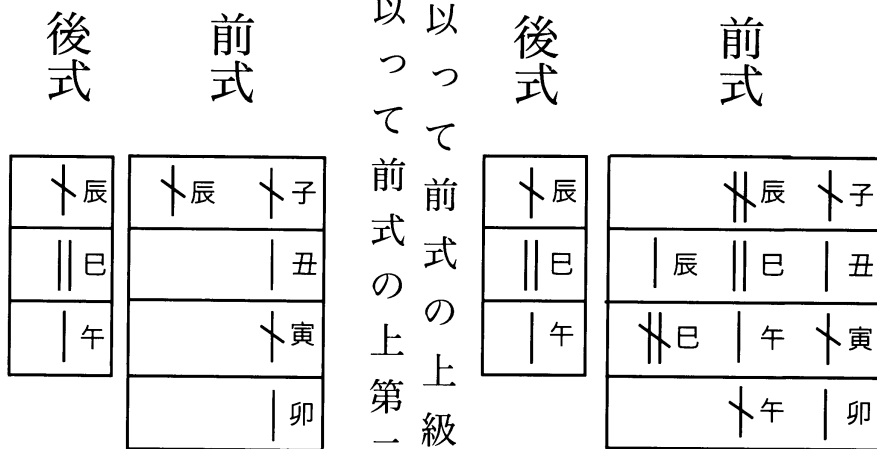 前式
子 辰
丑 巳 辰
寅 午 巳
卯 午
後式
辰
巳
午
以って前式の上級
以って前式の上第一
前式
子 辰
丑
寅
卯
後式
辰
巳
午